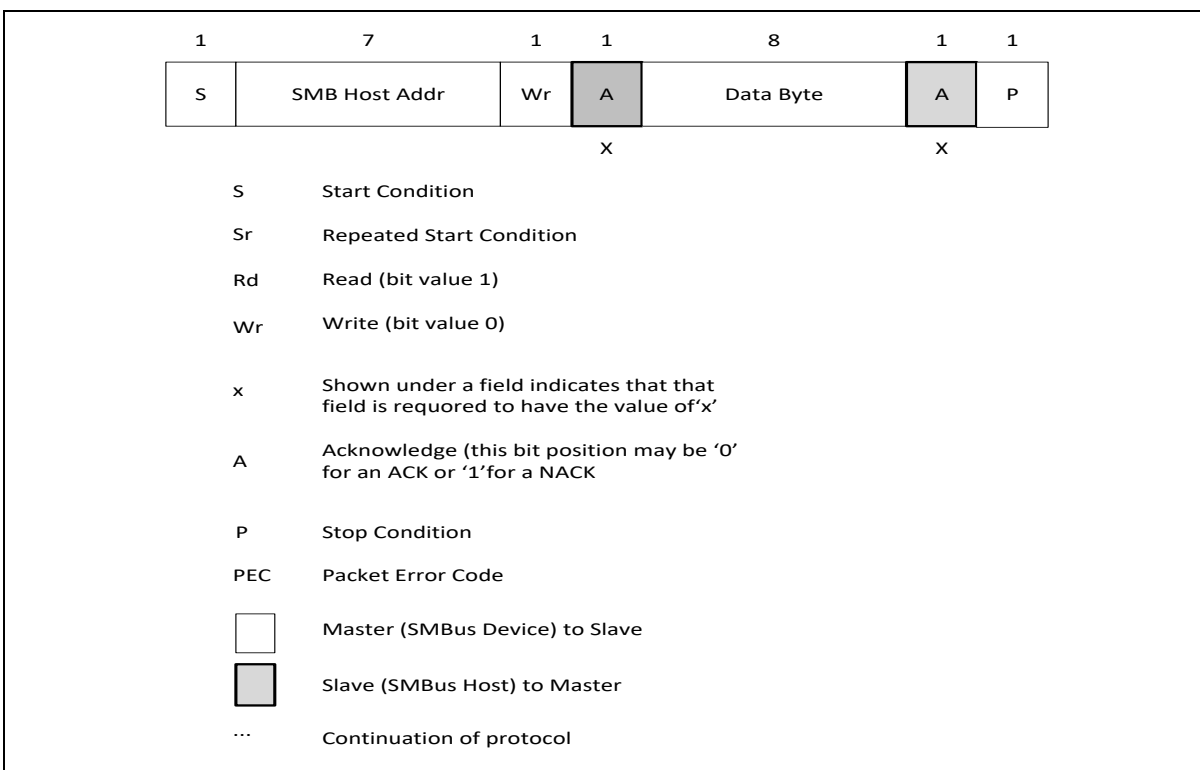 1 7 1 1 8 1 1
S SMB Host Addr Wr A Data Byte A P
X X
S Start Condition
Sr Repeated Start Condition
Rd Read (bit value 1)
Wr Write (bit value 0)
x Shown under a field indicates that that
field is requored to have the value of‘x’
A Acknowledge (this bit position may be ‘0’
for an ACK or ‘1’for a NACK
P Stop Condition
PEC Packet Error Code
Master (SMBus Device) to Slave
Slave (SMBus Host) to Master
... Continuation of protocol